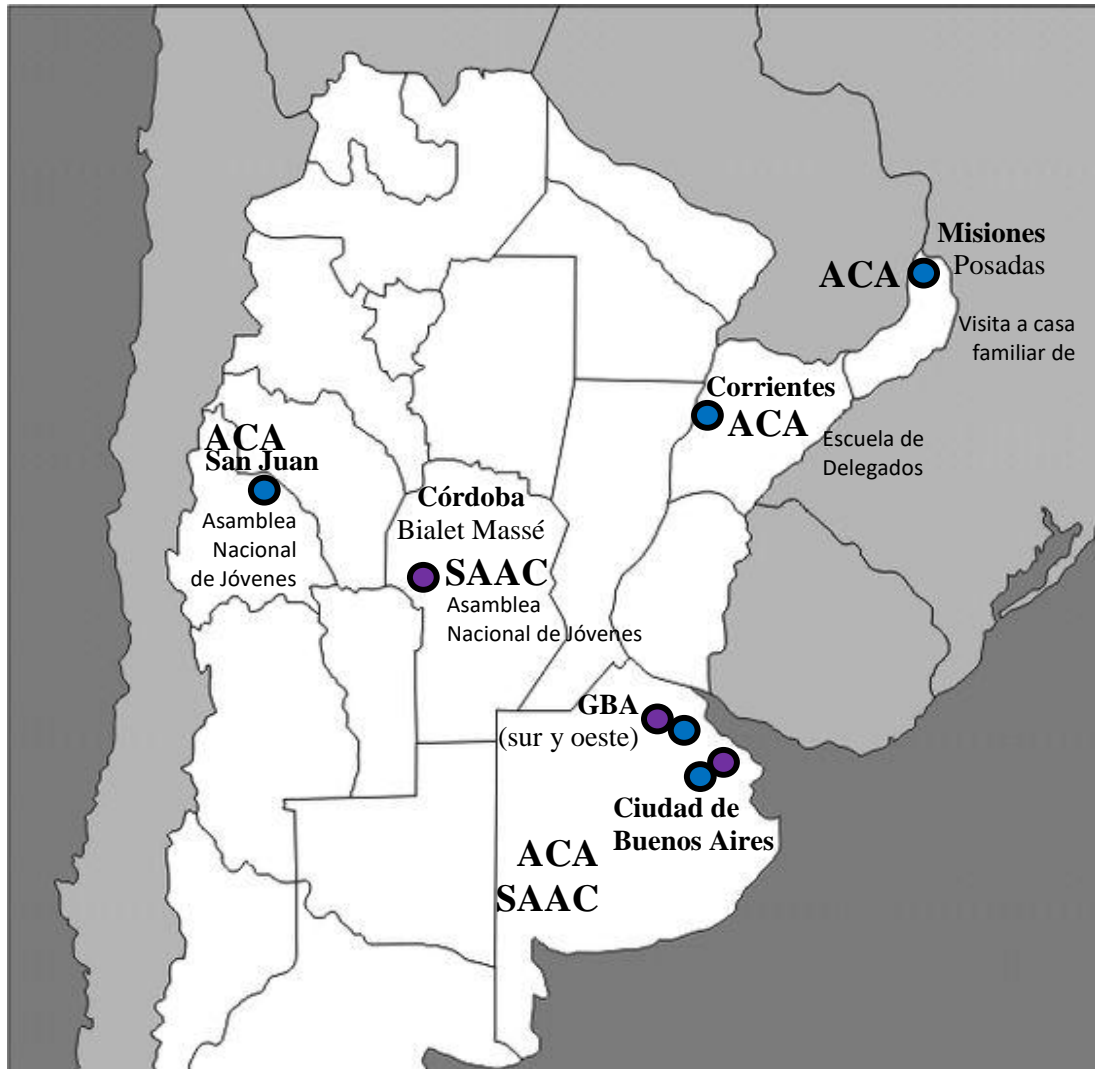 Misiones
Posadas
ACA
Visita a casa
familiar de
Corrientes
ACA
Escuela de
Delegados
ACA
San Juan
Asamblea
Nacional
de Jóvenes
Córdoba
Bialet Massé
SAAC
Asamblea
Nacional de Jóvenes
GBA
(sur y oeste)
Ciudad de
Buenos Aires
ACA
SAAC